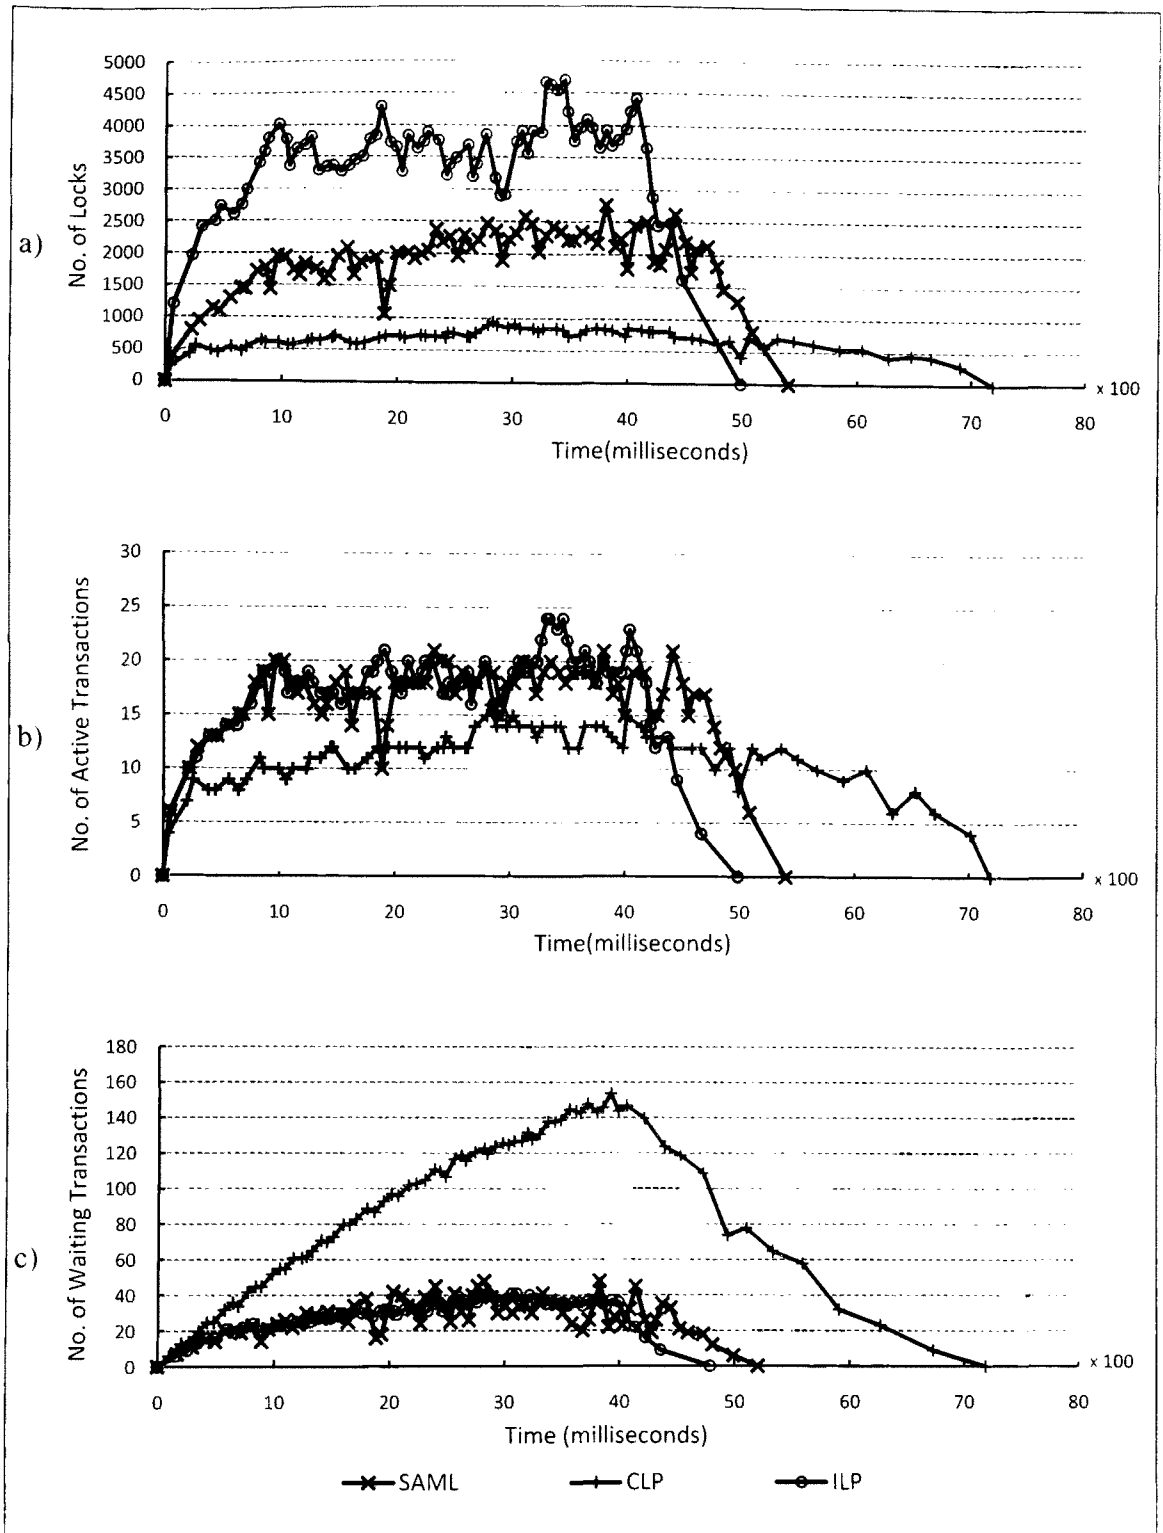 a)
No. of Locks
5000
4500
4000
3500
3000
2500
2000
1500
1000
500
0
0 10 20 30 40 50 60 70 80
x 100
Time(milliseconds)
b)
No. of Active Transactions
30
25
20
15
10
5
0
0 10 20 30 40 50 60 70 80
x 100
Time(milliseconds)
c)
No. of Waiting Transactions
180
160
140
120
100
80
60
40
20
0
0 10 20 30 40 50 60 70 80
x 100
Time (milliseconds)
SAML CLP ILP